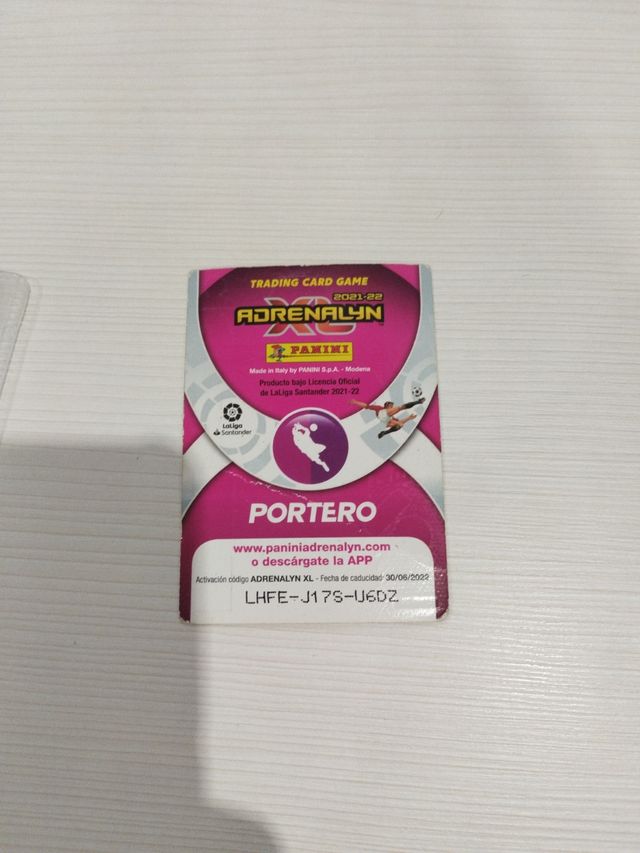 TRADING CARD GAME
2021-22
ADRENALYN
XL
PANINI
Made in Italy by PANINI S.p.A. - Modena
Producto bajo Licencia Oficial
de LaLiga Santander 2021-22
LaLiga
Santander
PORTERO
www.paniniadrenalyn.com
o descárgate la APP
Activación código ADRENALYN XL - Fecha de caducidad 30/06/2022
LHFE-J17S-U6DZ